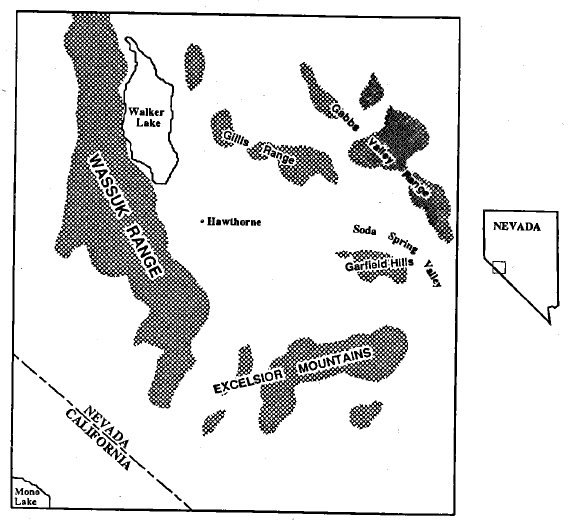 Walker
Lake
Gabbs
Valley
Range
Gillis Range
WASSUK RANGE
Hawthorne
Soda Spring Valley
Garfield Hills
NEVADA
EXCELSIOR MOUNTAINS
NEVADA
CALIFORNIA
Mono
Lake